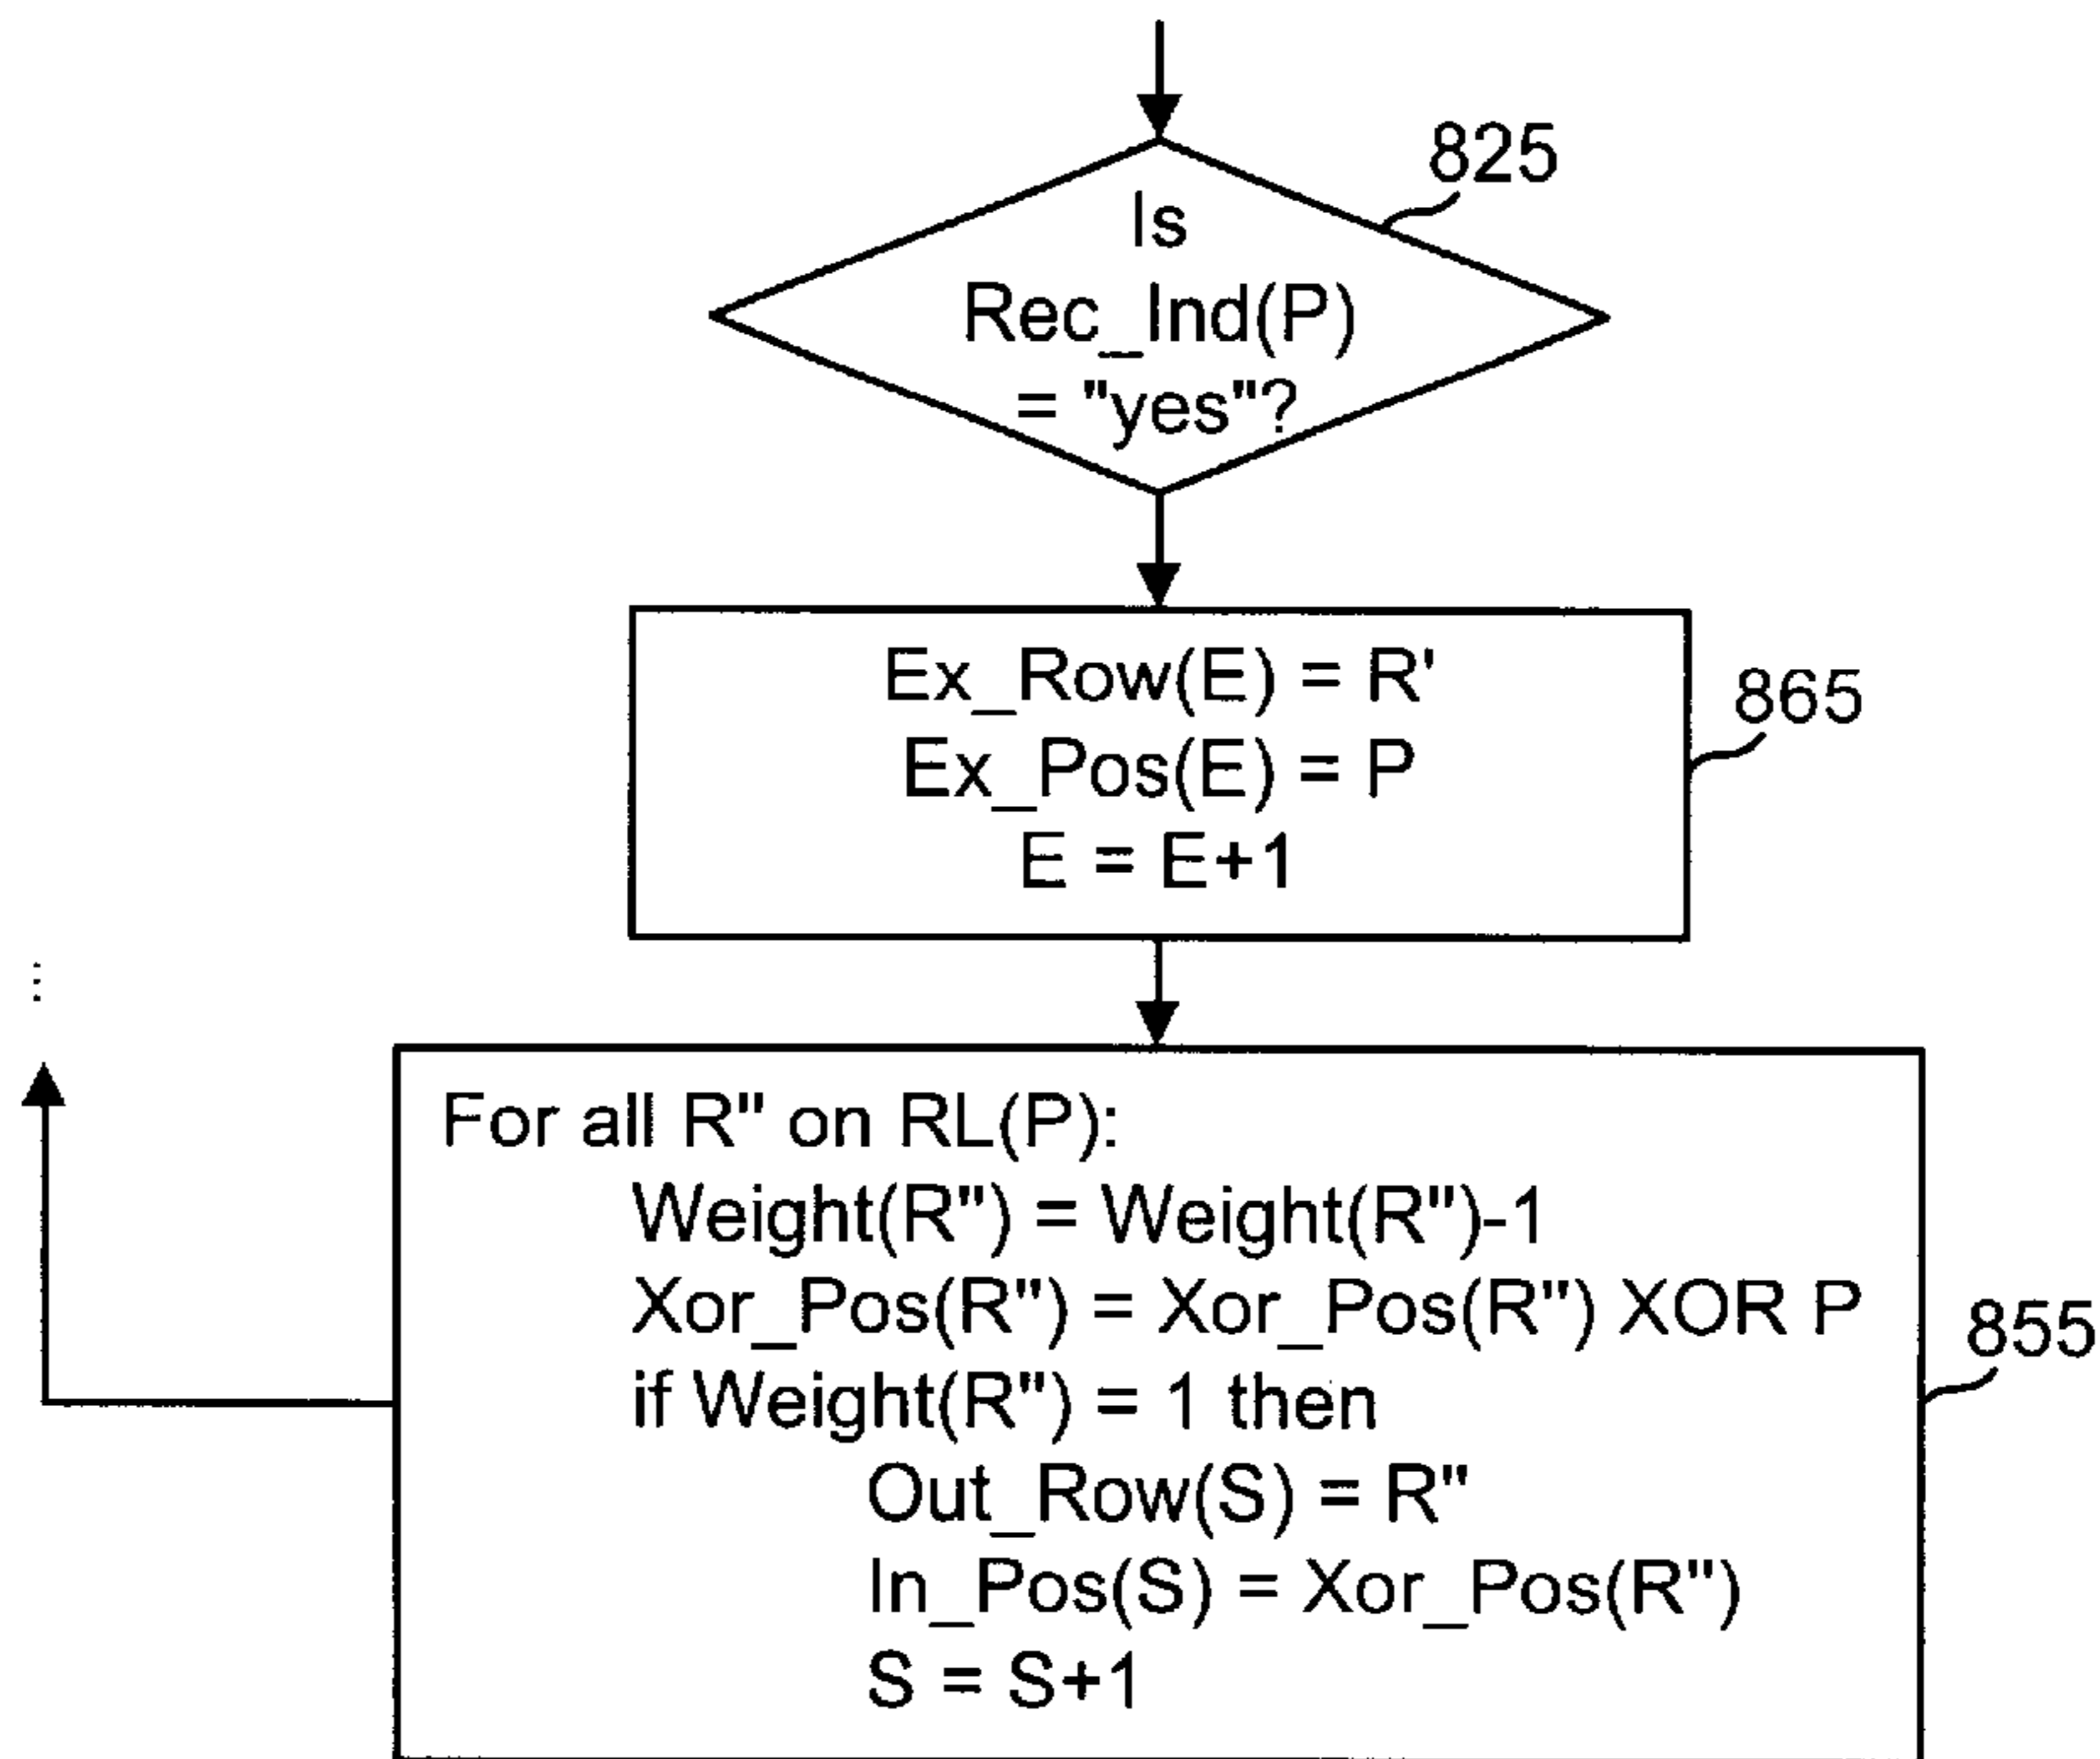 825
Is
Rec_Ind(P)
= "yes"?
Ex_Row(E) = R'
Ex_Pos(E) = P
E = E+1
865
...
For all R" on RL(P):
Weight(R") = Weight(R")-1
Xor_Pos(R") = Xor_Pos(R") XOR P
if Weight(R") = 1 then
Out_Row(S) = R"
In_Pos(S) = Xor_Pos(R")
S = S+1
855